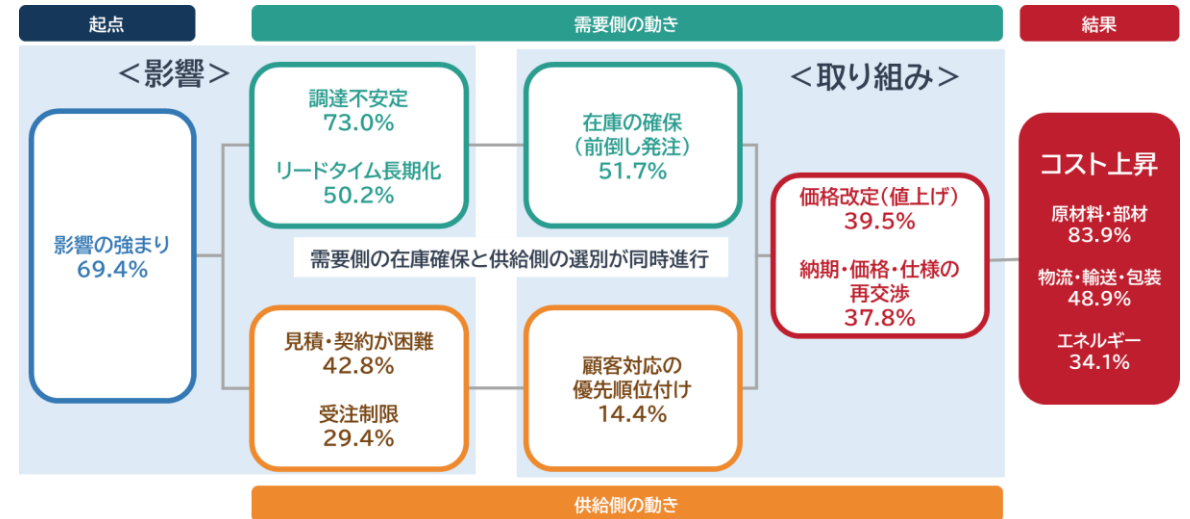 起点
需要側の動き
結果
＜影響＞
＜取り組み＞
影響の強まり
69.4%
調達不安定
73.0%
リードタイム長期化
50.2%
在庫の確保
（前倒し発注）
51.7%
需要側の在庫確保と供給側の選別が同時進行
見積・契約が困難
42.8%
受注制限
29.4%
顧客対応の
優先順位付け
14.4%
価格改定（値上げ）
39.5%
納期・価格・仕様の
再交渉
37.8%
コスト上昇
原材料・部材
83.9%
物流・輸送・包装
48.9%
エネルギー
34.1%
供給側の動き